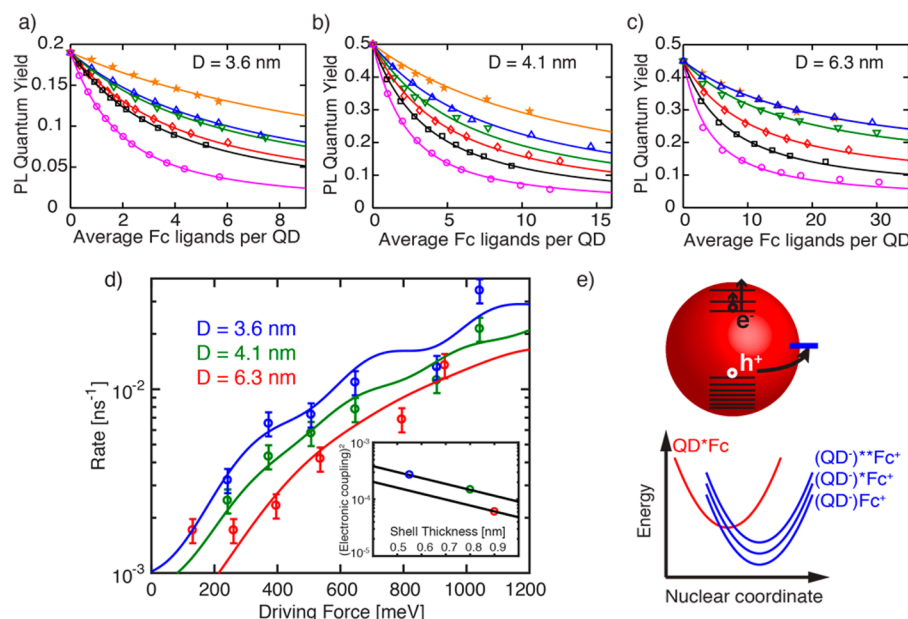 a)
D = 3.6 nm
PL Quantum Yield
0.2
0.15
0.1
0.05
0
0 2 4 6 8
Average Fc ligands per QD
b)
D = 4.1 nm
PL Quantum Yield
0.5
0.4
0.3
0.2
0.1
0
0 5 10 15
Average Fc ligands per QD
c)
D = 6.3 nm
PL Quantum Yield
0.5
0.4
0.3
0.2
0.1
0
0 10 20 30
Average Fc ligands per QD
d)
D = 3.6 nm
D = 4.1 nm
D = 6.3 nm
Rate [ns⁻¹]
10⁻²
10⁻³
0 200 400 600 800 1000 1200
Driving Force [meV]
(Electronic coupling)²
10⁻³
10⁻⁴
10⁻⁵
Shell Thickness [nm]
0.5 0.6 0.7 0.8 0.9
e)
e⁻
h⁺
QD*Fc
(QD⁻)**Fc⁺
(QD⁻)*Fc⁺
(QD⁻)Fc⁺
Energy
Nuclear coordinate